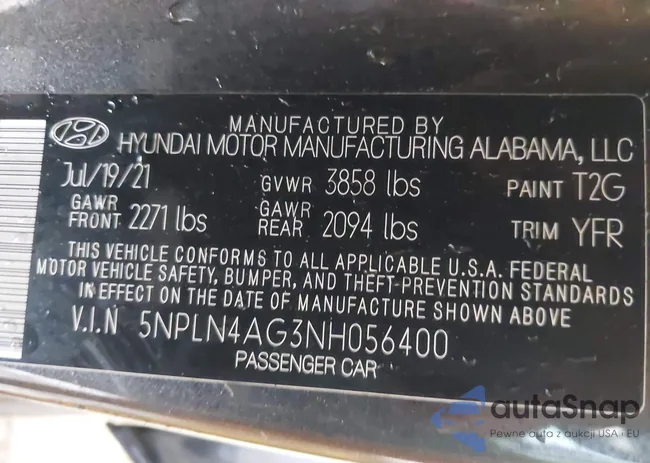 MANUFACTURED BY
HYUNDAI MOTOR MANUFACTURING ALABAMA, LLC
Jul/19/21 GVWR 3858 lbs PAINT T2G
GAWR FRONT 2271 lbs GAWR REAR 2094 lbs TRIM YFR
THIS VEHICLE CONFORMS TO ALL APPLICABLE U.S.A. FEDERAL
MOTOR VEHICLE SAFETY, BUMPER, AND THEFT-PREVENTION STANDARDS
IN EFFECT ON THE DATE OF MANUFACTURE SHOWN ABOVE
V.I.N 5NPLN4AG3NH056400
PASSENGER CAR
autaSnap
Pewne auta z aukcji USA i EU